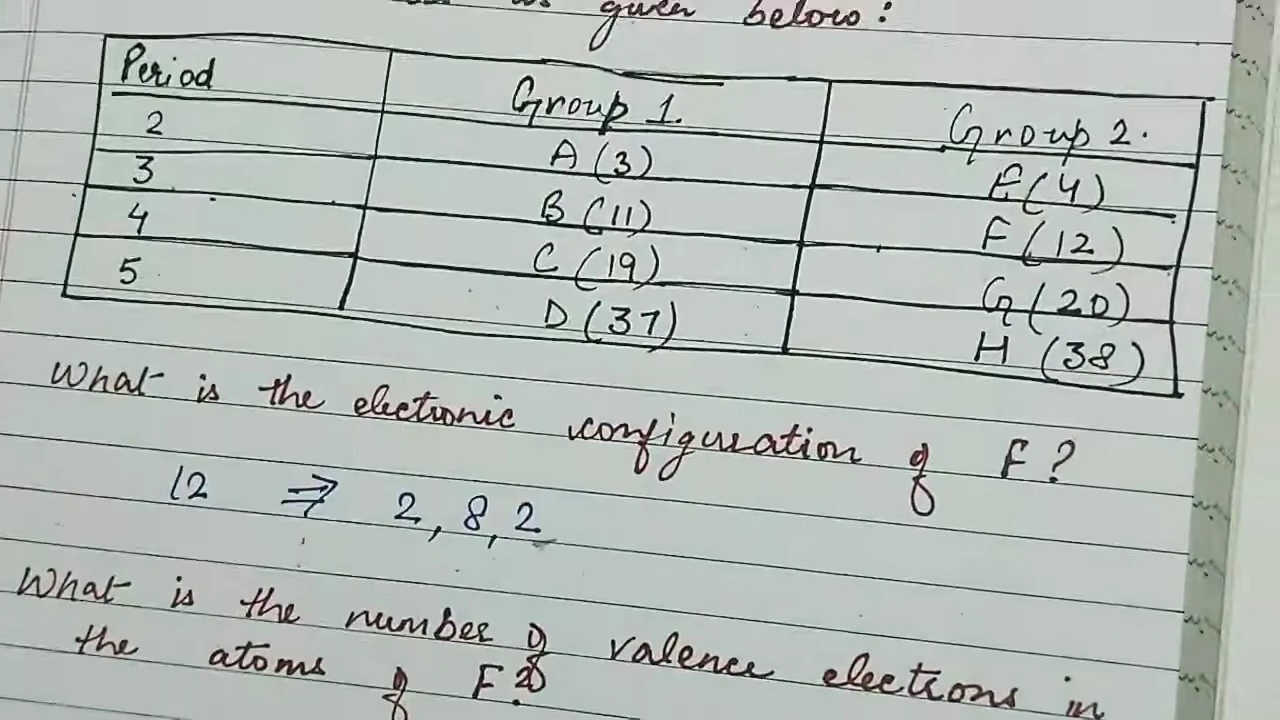 given below:
Period Group 1. Group 2.
2 A (3) E (4)
3 B (11) F (12)
4 C (19) G (20)
5 D (37) H (38)
What is the electronic configuration of F?
12 ⇒ 2, 8, 2
What is the number of valence electrons in
the atoms of F?